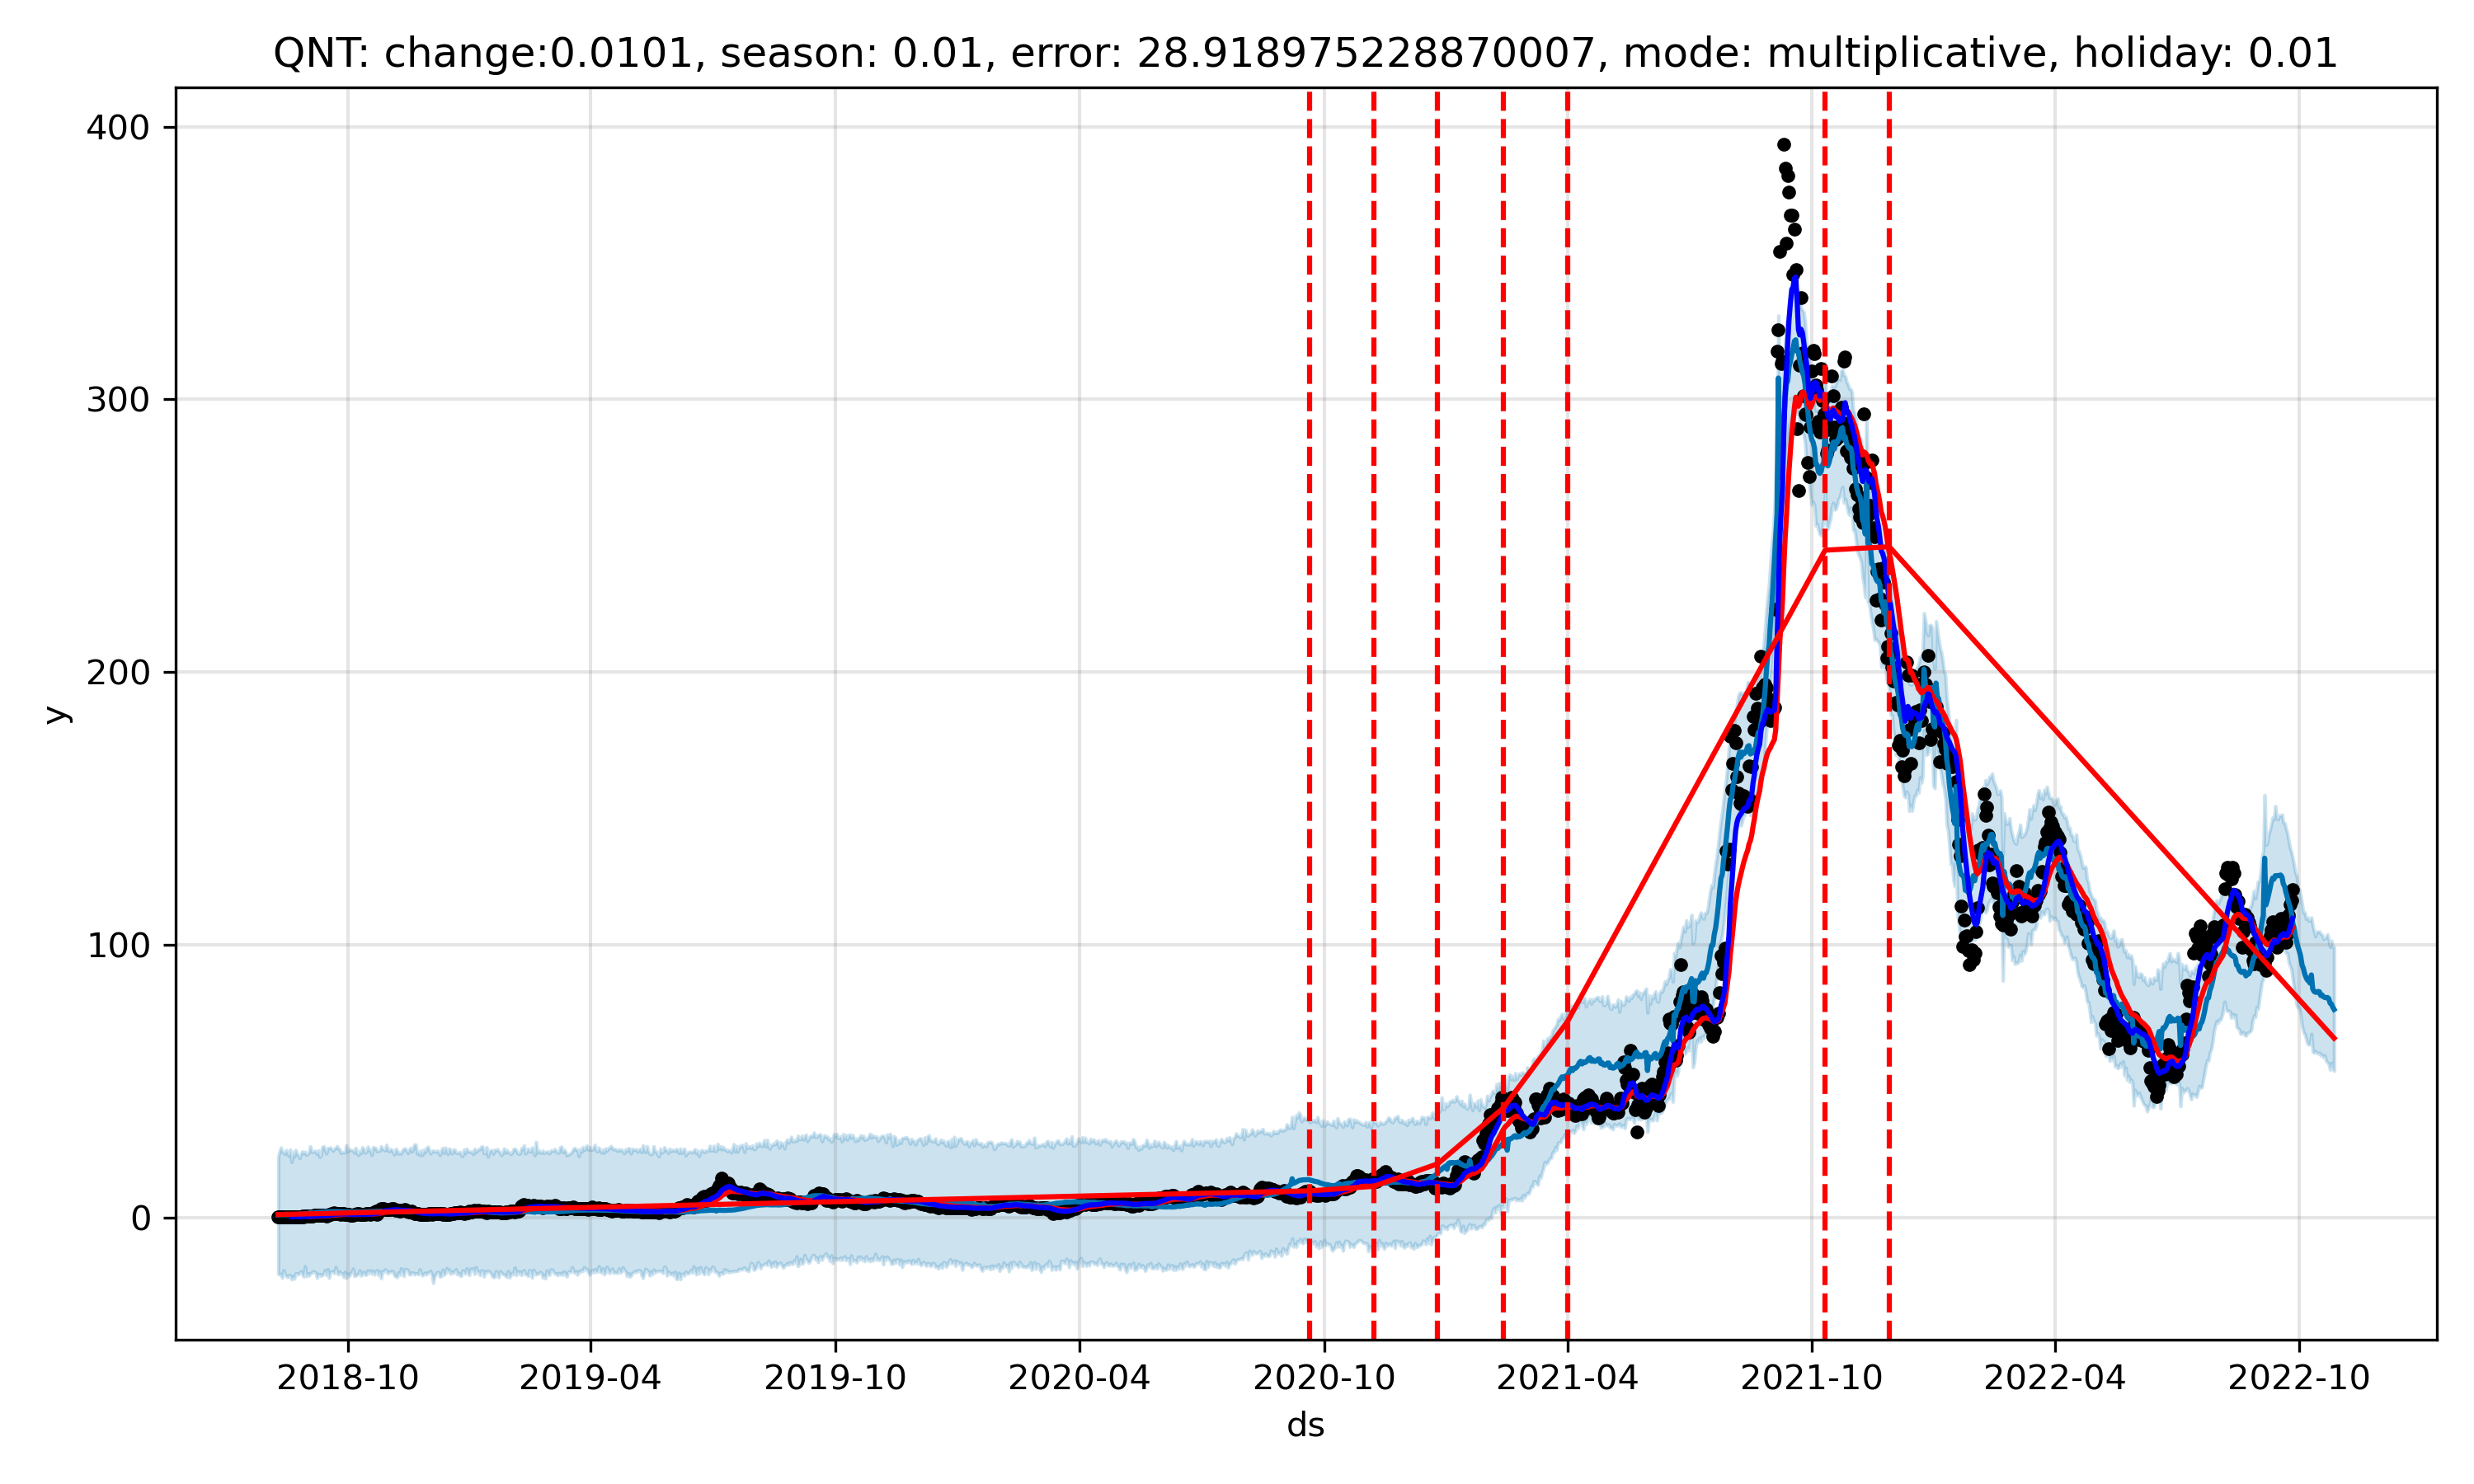 QNT: change:0.0101, season: 0.01, error: 28.918975228870007, mode: multiplicative, holiday: 0.01
400
300
200
100
0
y
2018-10 2019-04 2019-10 2020-04 2020-10 2021-04 2021-10 2022-04 2022-10
ds